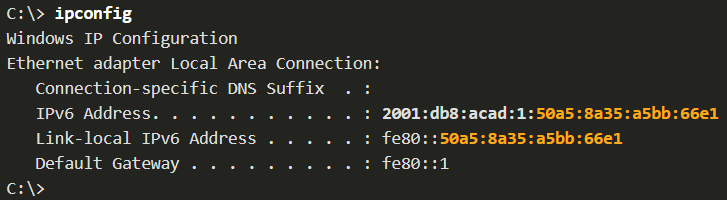 C:\> ipconfig
Windows IP Configuration
Ethernet adapter Local Area Connection:
   Connection-specific DNS Suffix  . :
   IPv6 Address. . . . . . . . . . . : 2001:db8:acad:1:50a5:8a35:a5bb:66e1
   Link-local IPv6 Address . . . . . : fe80::50a5:8a35:a5bb:66e1
   Default Gateway . . . . . . . . . : fe80::1
C:\>